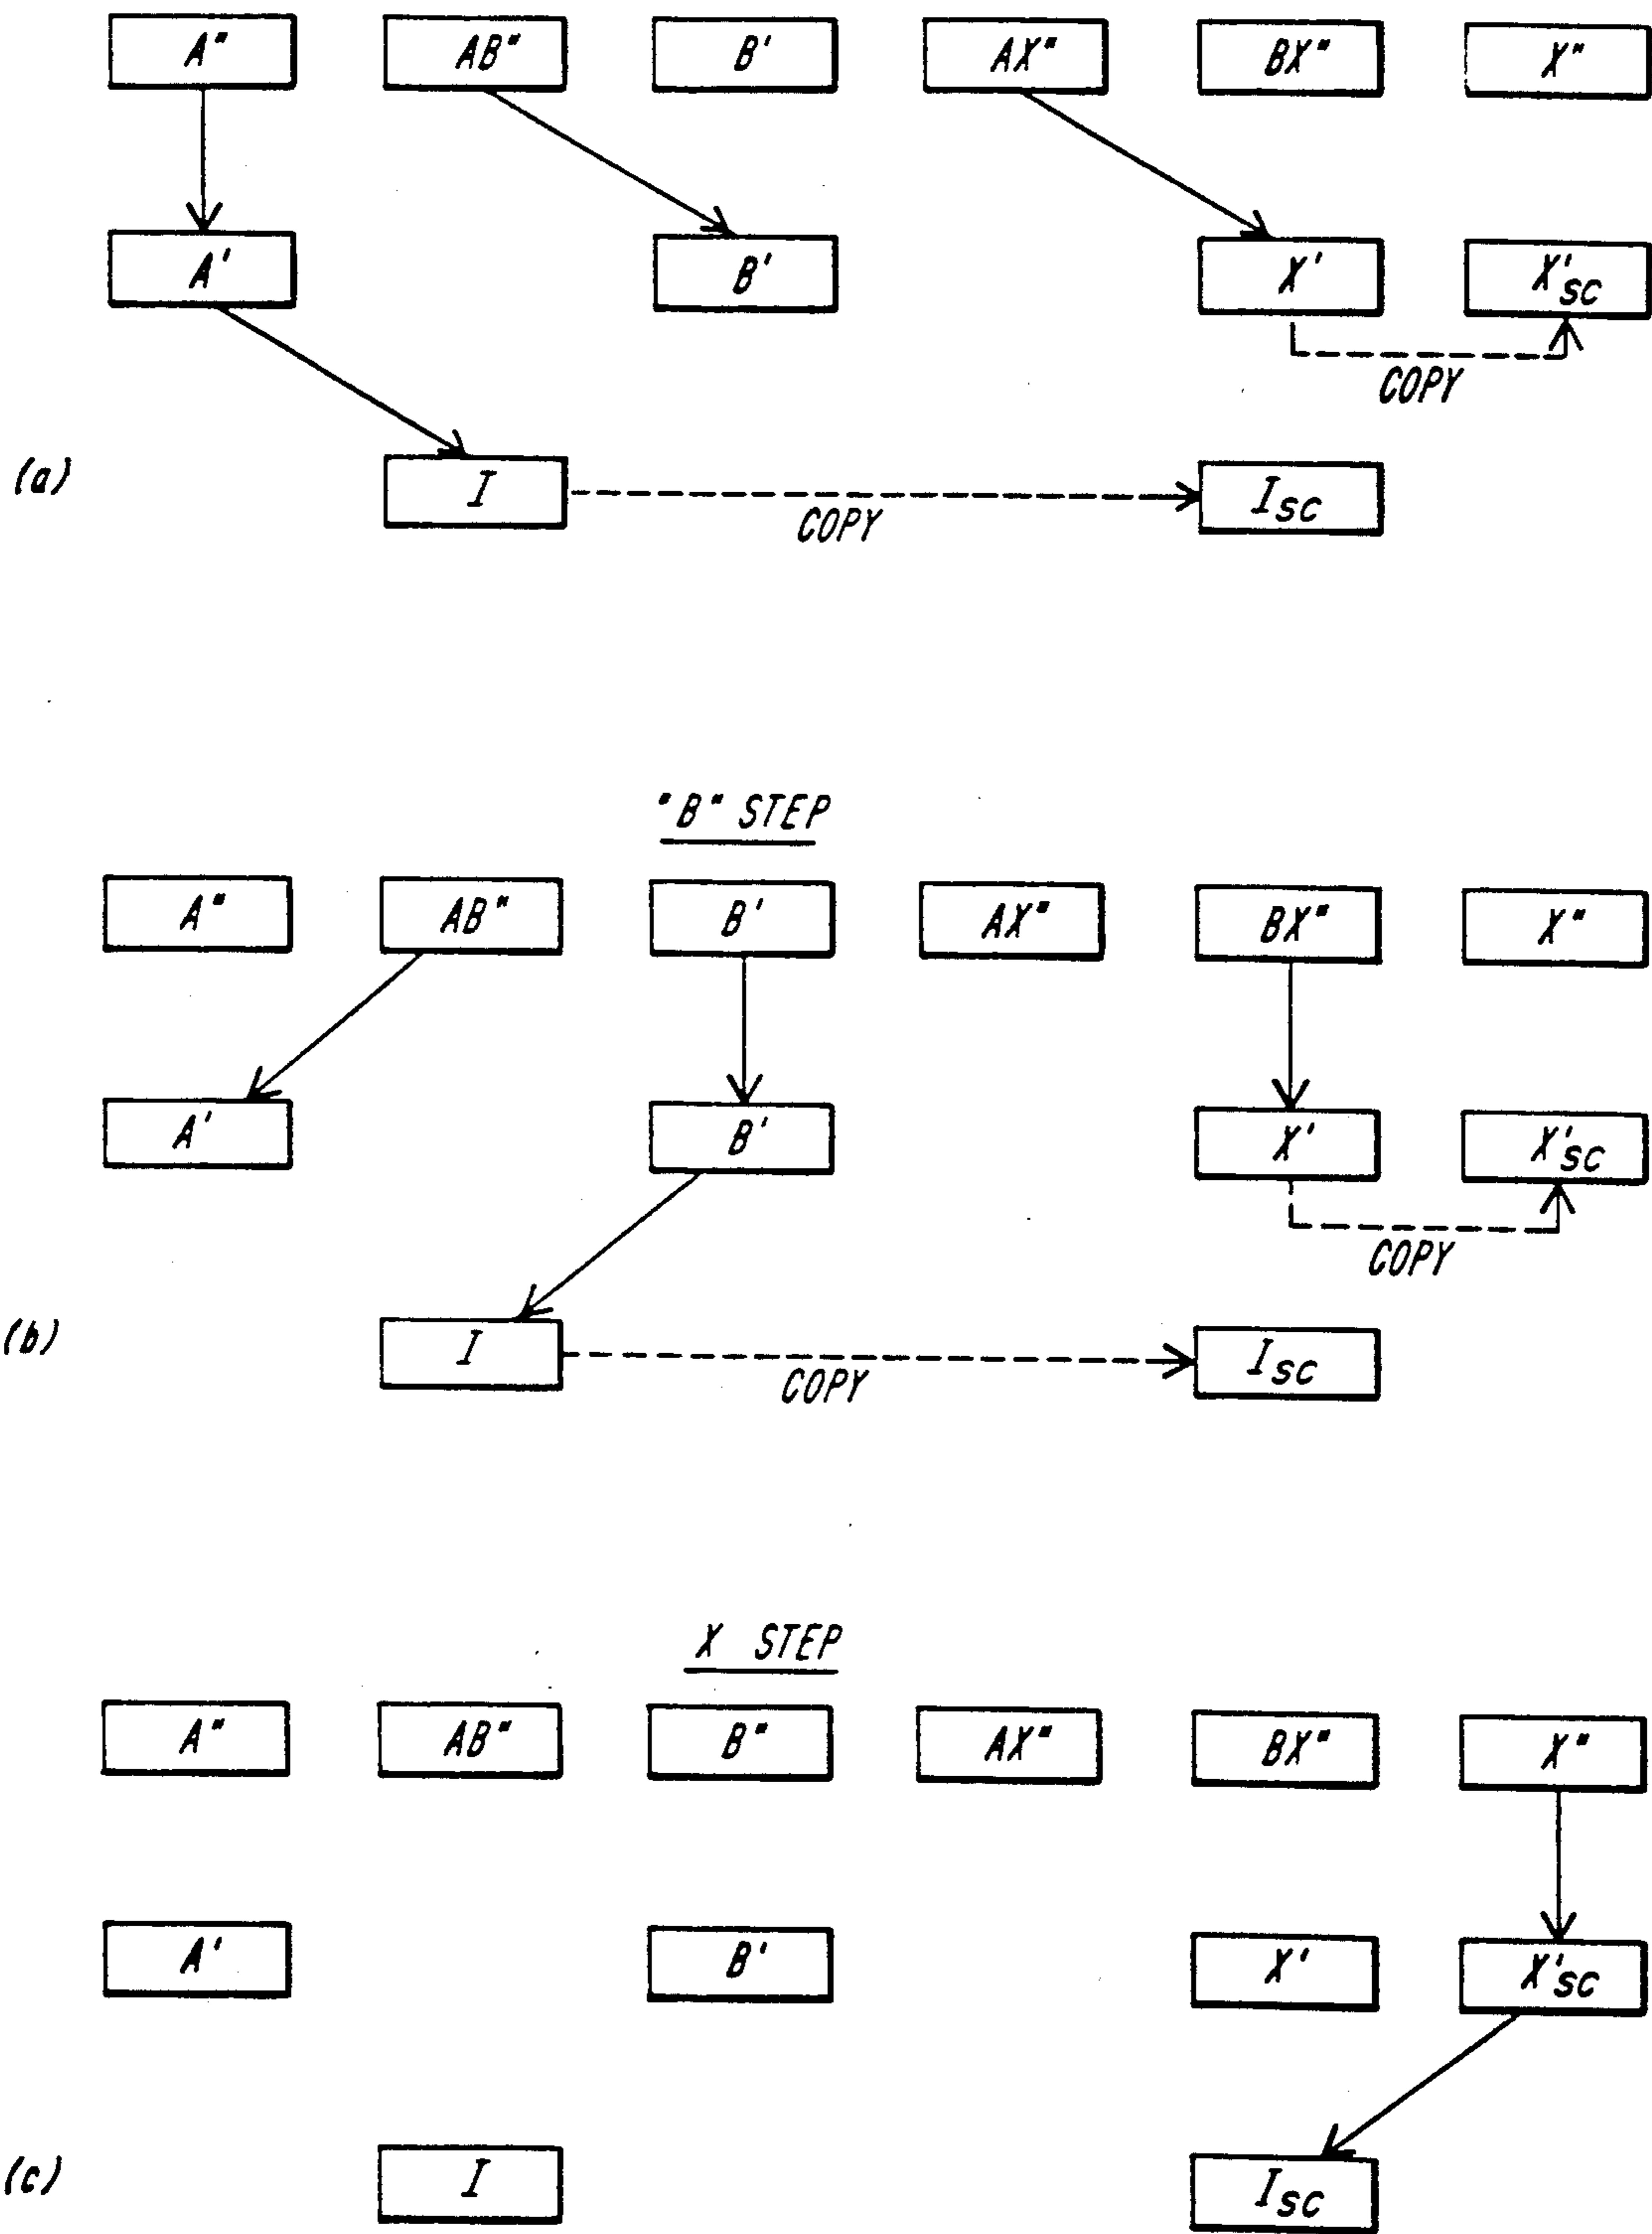 A" AB" B' AX" BX" X"
A' B' X' X'sc
COPY
(a) I COPY Isc
"B" STEP
A" AB" B' AX" BX" X"
A' B' X' X'sc
COPY
(b) I COPY Isc
X STEP
A" AB" B" AX" BX" X"
A' B' X' X'sc
(c) I Isc